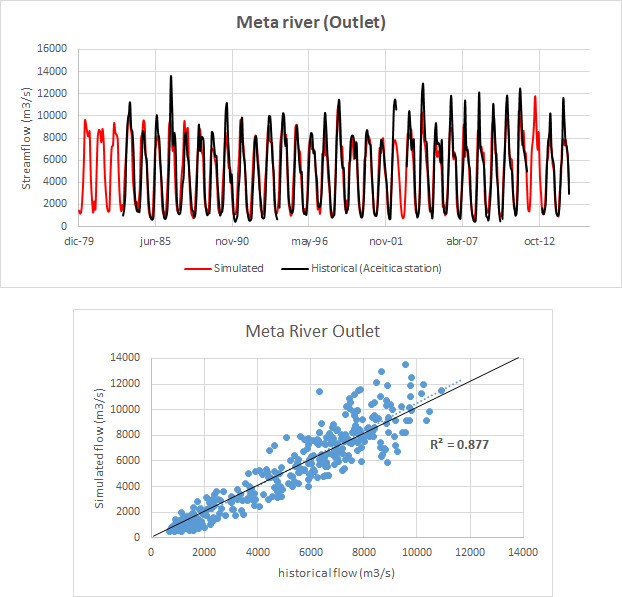 Meta river (Outlet)
Streamflow (m3/s)
16000
14000
12000
10000
8000
6000
4000
2000
0
dic-79 jun-85 nov-90 may-96 nov-01 abr-07 oct-12
Simulated Historical (Aceitica station)
Meta River Outlet
Simulated flow (m3/s)
14000
12000
10000
8000
6000
4000
2000
0
R² = 0.877
0 2000 4000 6000 8000 10000 12000 14000
historical flow (m3/s)